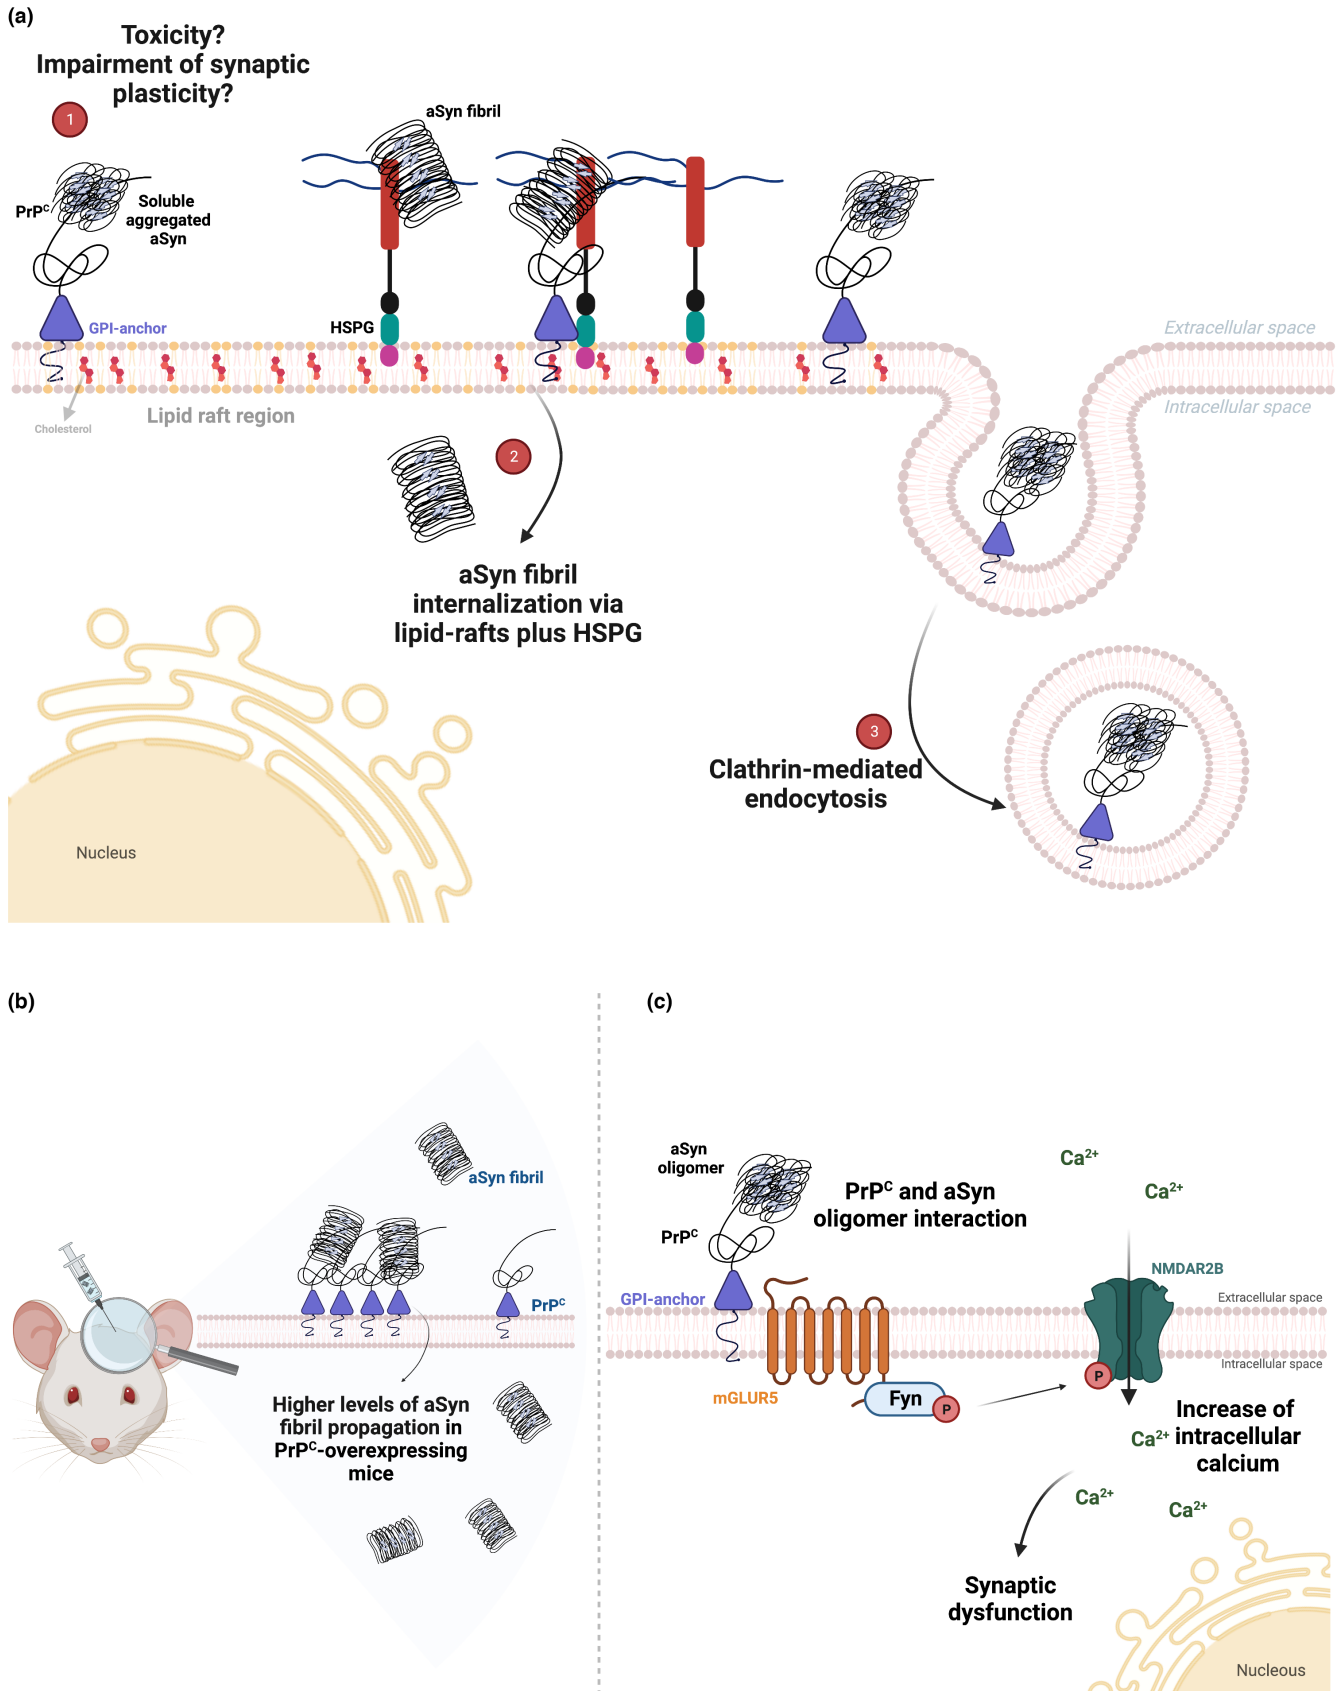 (a)
Toxicity?
Impairment of synaptic
plasticity?
1
aSyn fibril
PrPᶜ
Soluble
aggregated
aSyn
GPI-anchor
HSPG
Extracellular space
Intracellular space
Cholesterol
Lipid raft region
2
aSyn fibril
internalization via
lipid-rafts plus HSPG
3
Clathrin-mediated
endocytosis
Nucleus
(b)
aSyn fibril
PrPᶜ
Higher levels of aSyn
fibril propagation in
PrPᶜ-overexpressing
mice
(c)
aSyn
oligomer
PrPᶜ and aSyn
oligomer interaction
PrPᶜ
GPI-anchor
Ca²⁺
Ca²⁺
NMDAR2B
Extracellular space
Intracellular space
mGLUR5
Fyn
P
P
Increase of
intracellular
calcium
Ca²⁺
Ca²⁺
Ca²⁺
Synaptic
dysfunction
Nucleous